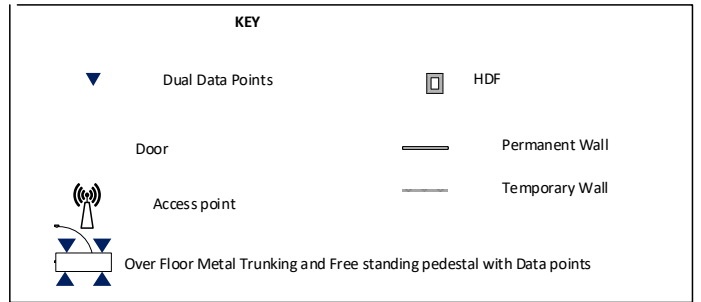 KEY
Dual Data Points
HDF
Door
Permanent Wall
Temporary Wall
Access point
Over Floor Metal Trunking and Free standing pedestal with Data points